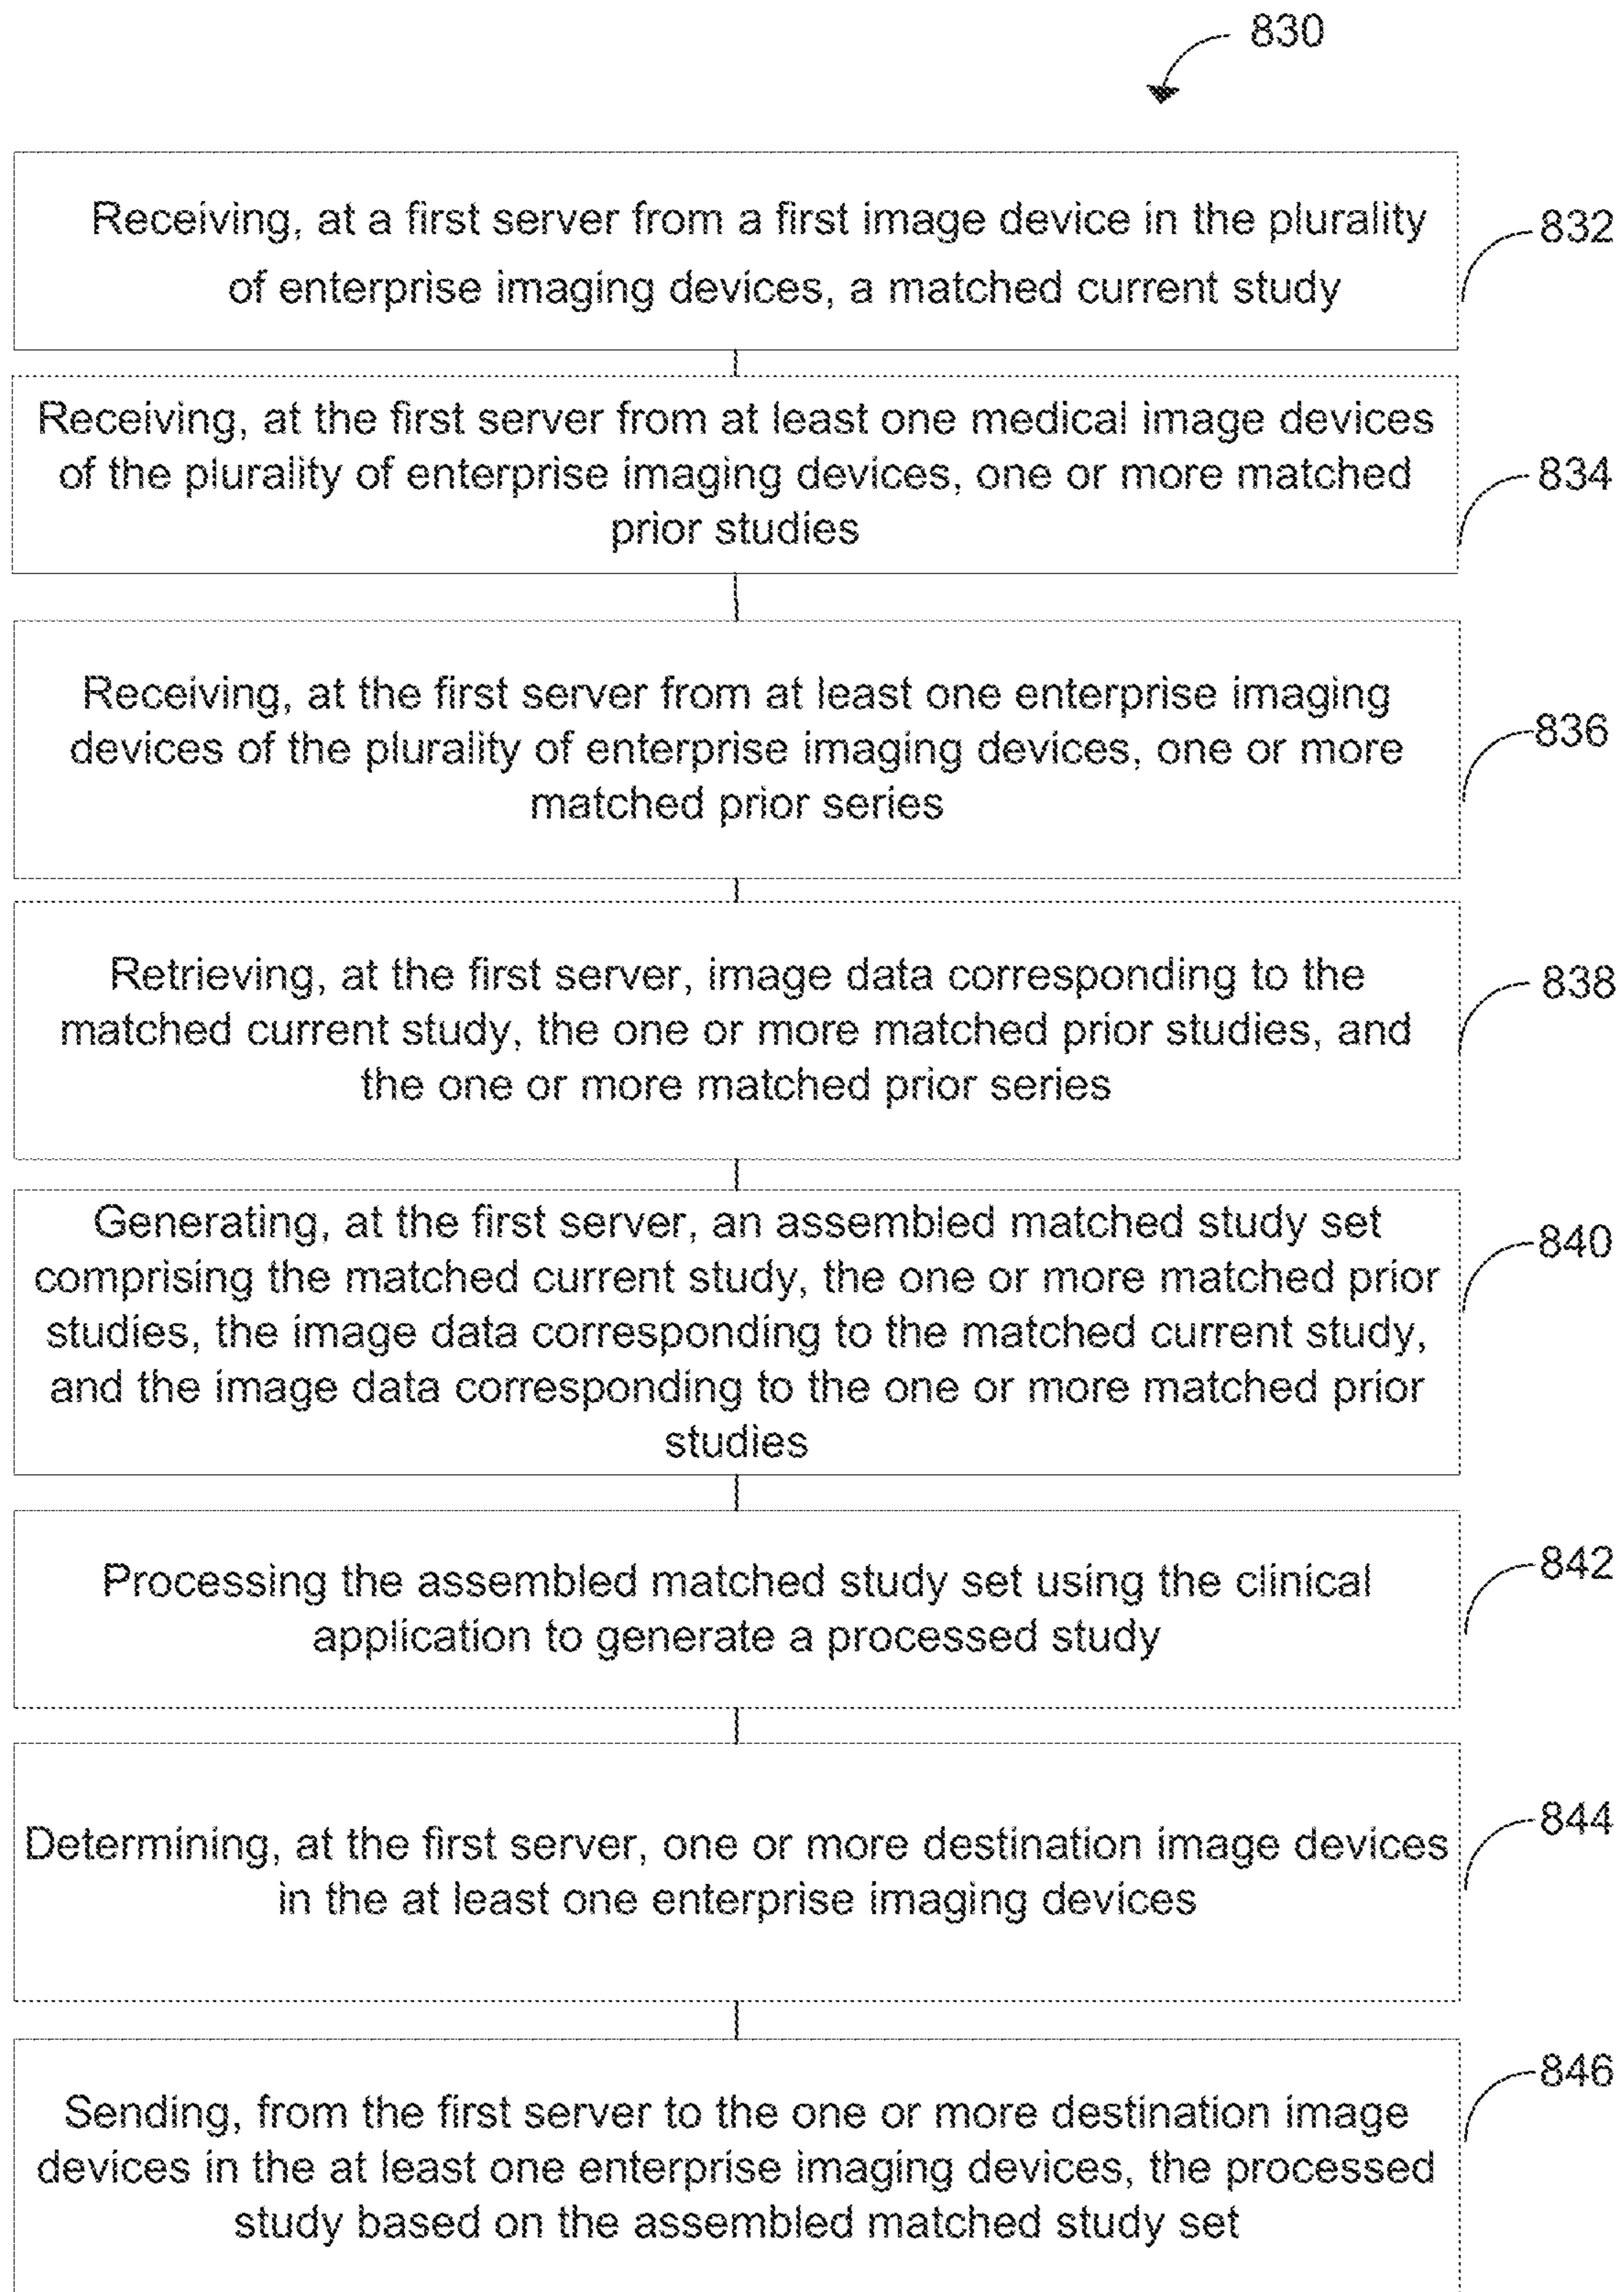 830
Receiving, at a first server from a first image device in the plurality
of enterprise imaging devices, a matched current study
832
Receiving, at the first server from at least one medical image devices
of the plurality of enterprise imaging devices, one or more matched
prior studies
834
Receiving, at the first server from at least one enterprise imaging
devices of the plurality of enterprise imaging devices, one or more
matched prior series
836
Retrieving, at the first server, image data corresponding to the
matched current study, the one or more matched prior studies, and
the one or more matched prior series
838
Generating, at the first server, an assembled matched study set
comprising the matched current study, the one or more matched prior
studies, the image data corresponding to the matched current study,
and the image data corresponding to the one or more matched prior
studies
840
Processing the assembled matched study set using the clinical
application to generate a processed study
842
Determining, at the first server, one or more destination image devices
in the at least one enterprise imaging devices
844
Sending, from the first server to the one or more destination image
devices in the at least one enterprise imaging devices, the processed
study based on the assembled matched study set
846